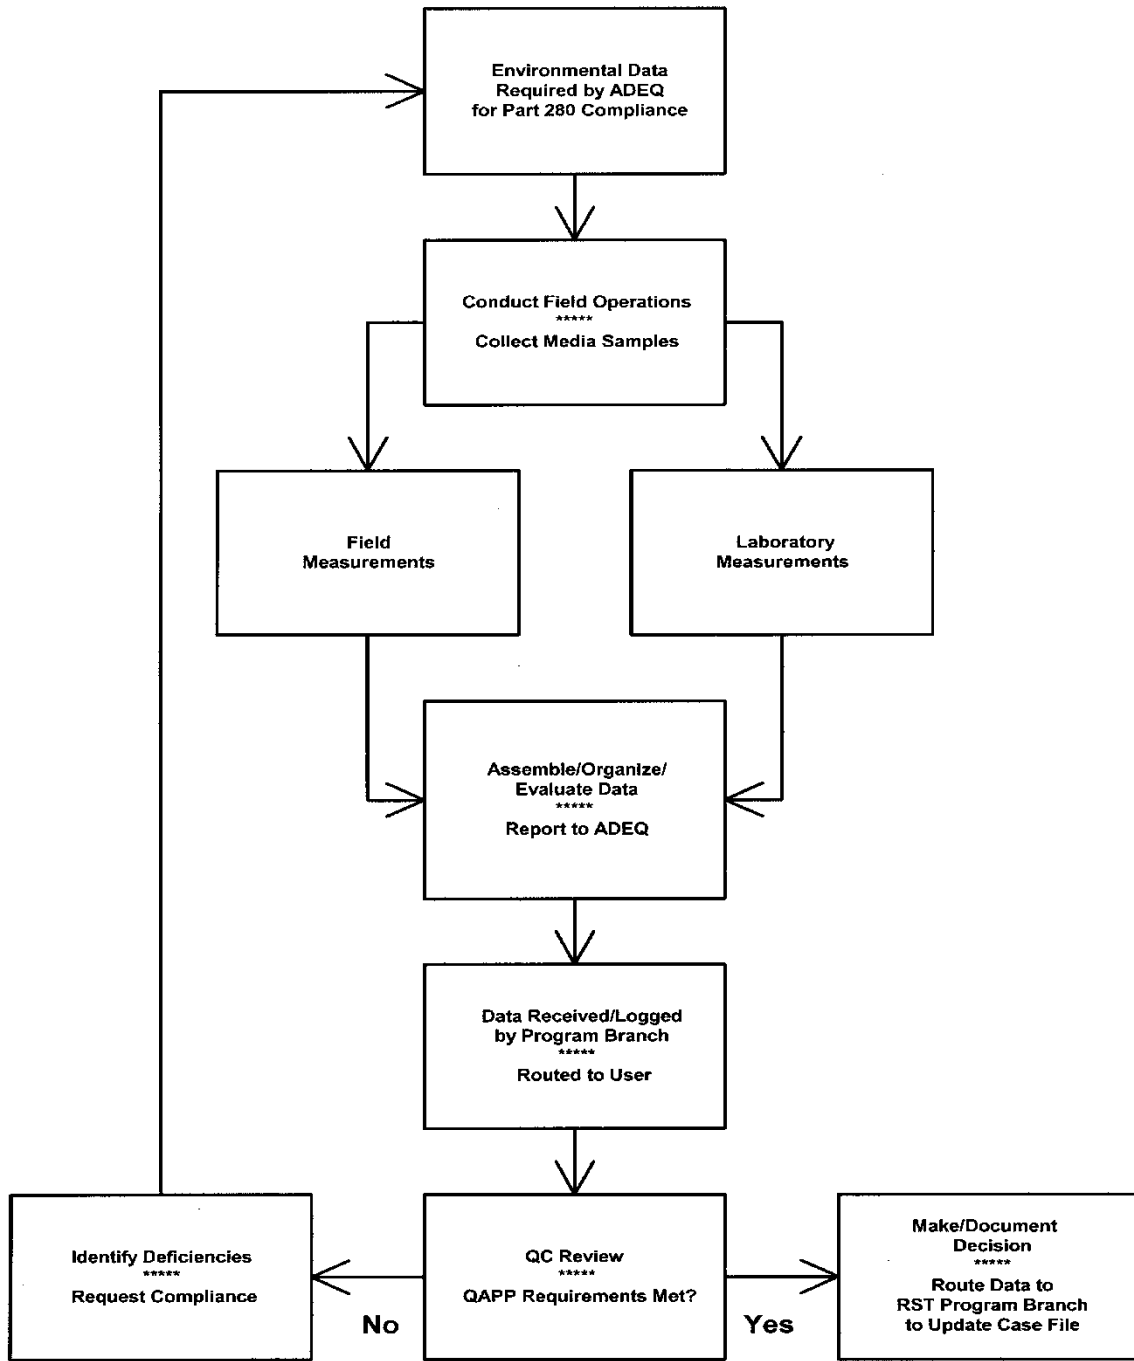 Environmental Data
Required by ADEQ
for Part 280 Compliance
Conduct Field Operations
*****
Collect Media Samples
Field
Measurements
Laboratory
Measurements
Assemble/Organize/
Evaluate Data
*****
Report to ADEQ
Data Received/Logged
by Program Branch
*****
Routed to User
Identify Deficiencies
*****
Request Compliance
No
QC Review
*****
QAPP Requirements Met?
Yes
Make/Document
Decision
*****
Route Data to
RST Program Branch
to Update Case File